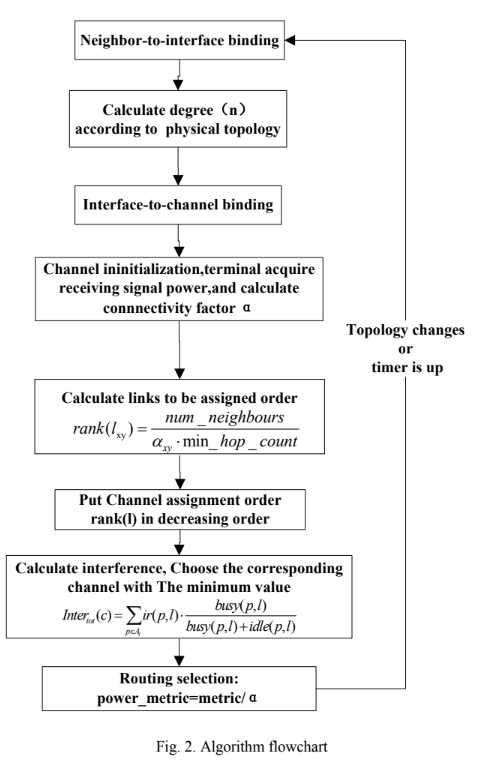 Neighbor-to-interface binding
Calculate degree（n）
according to physical topology
Interface-to-channel binding
Channel ininitialization,terminal acquire
receiving signal power,and calculate
connnectivity factor α
Topology changes
or
timer is up
Calculate links to be assigned order
rank(l_xy) = num_neighbours / (α_xy · min_hop_count)
Put Channel assignment order
rank(l) in decreasing order
Calculate interference, Choose the corresponding
channel with The minimum value
Inter_tot(c) = ∑_{p∈A_l} ir(p,l) · busy(p,l) / (busy(p,l)+idle(p,l))
Routing selection:
power_metric=metric/ α
Fig. 2. Algorithm flowchart